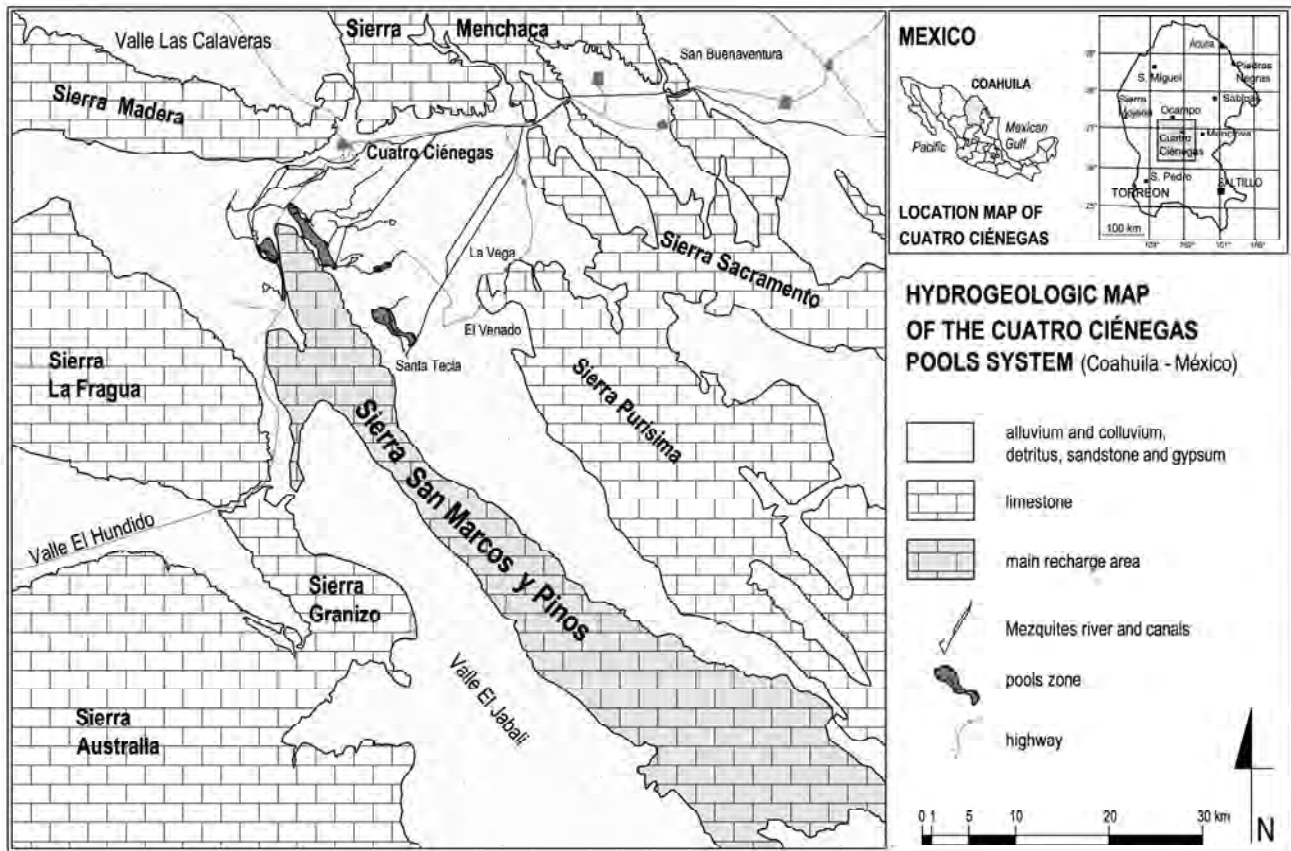 Valle Las Calaveras
Sierra Menchaca
San Buenaventura
Sierra Madera
Cuatro Ciénegas
La Vega
Sierra Sacramento
El Venado
Santa Tecla
Sierra
La Fragua
Sierra Purísima
Sierra San Marcos y Pinos
Valle El Hundido
Sierra
Granizo
Valle El Jabalí
Sierra
Australia
MEXICO
COAHUILA
Mexican
Gulf
Pacific
LOCATION MAP OF
CUATRO CIÉNEGAS
Acuña
Piedras
Negras
S. Miguel
Sabinas
Sierra
Ocampo
Cuatro
Ciénegas
S. Pedro
TORREON
SALTILLO
100 km
HYDROGEOLOGIC MAP
OF THE CUATRO CIÉNEGAS
POOLS SYSTEM (Coahuila - México)
alluvium and colluvium,
detritus, sandstone and gypsum
limestone
main recharge area
Mezquites river and canals
pools zone
highway
0 1 5 10 20 30 km
N